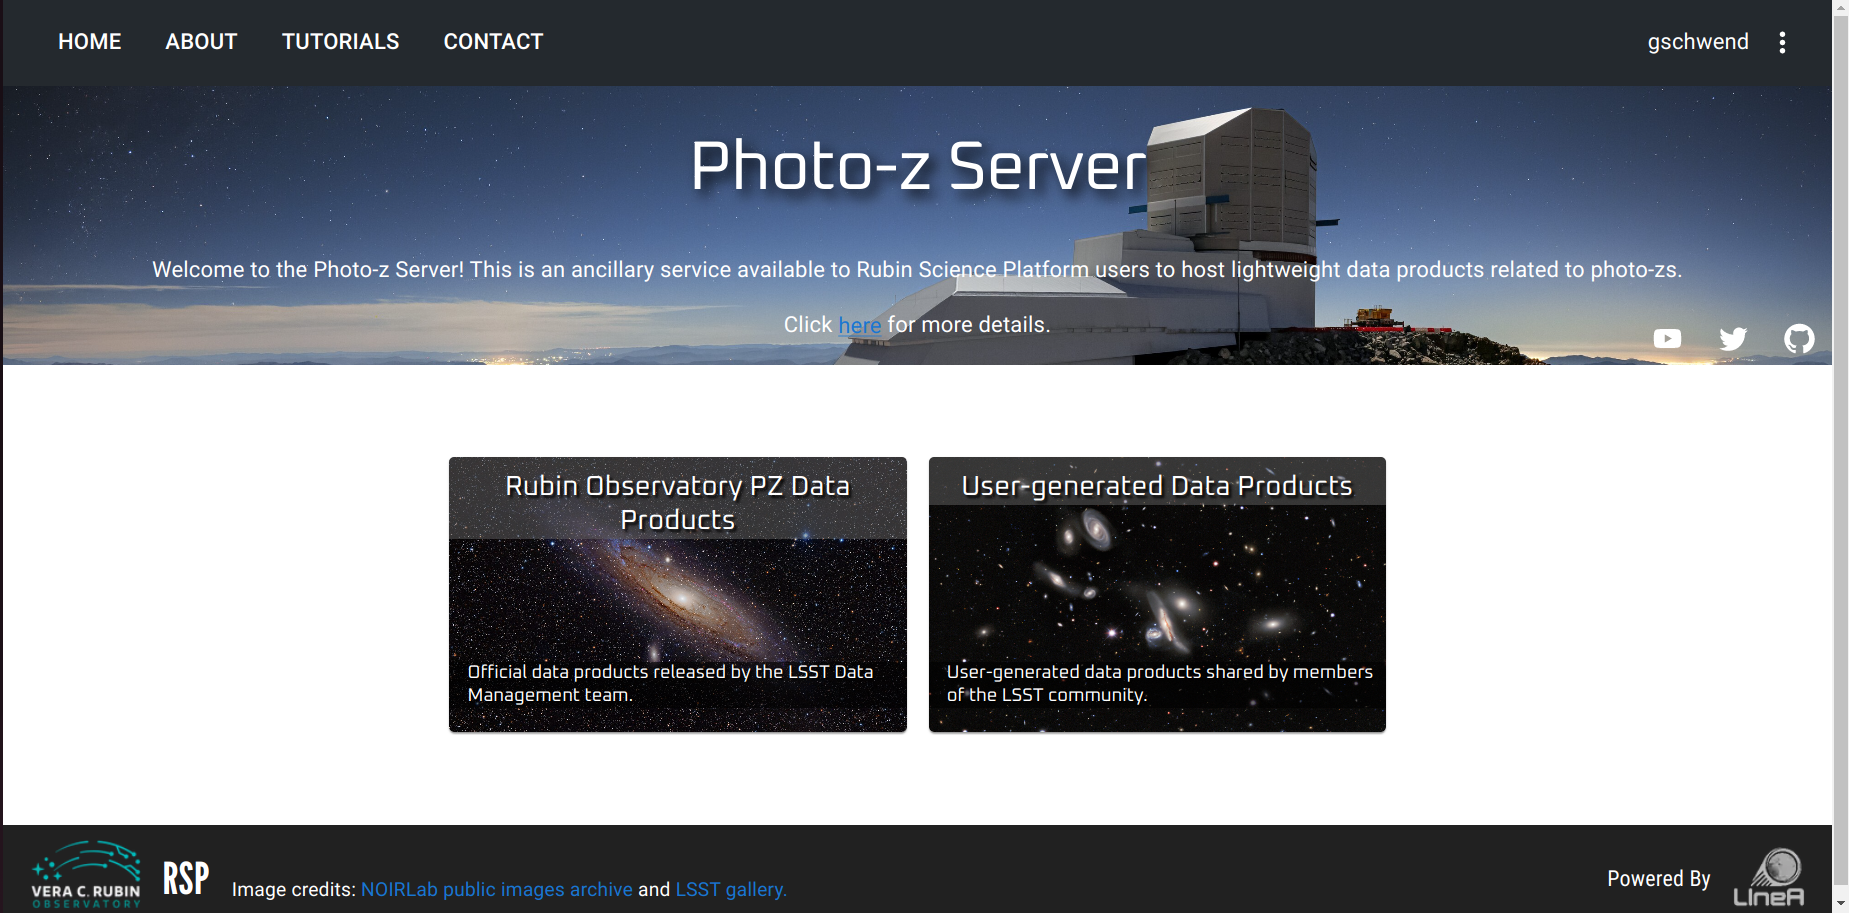 HOME ABOUT TUTORIALS CONTACT gschwend
Photo-z Server
Welcome to the Photo-z Server! This is an ancillary service available to Rubin Science Platform users to host lightweight data products related to photo-zs.
Click here for more details.
Rubin Observatory PZ Data
Products
Official data products released by the LSST Data
Management team.
User-generated Data Products
User-generated data products shared by members
of the LSST community.
VERA C. RUBIN
OBSERVATORY
RSP
Image credits: NOIRLab public images archive and LSST gallery.
Powered By
LIneA